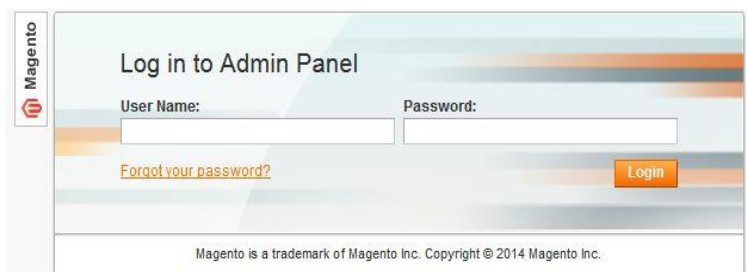 Magento
Log in to Admin Panel
User Name:
Password:
Forgot your password?
Login
Magento is a trademark of Magento Inc. Copyright © 2014 Magento Inc.